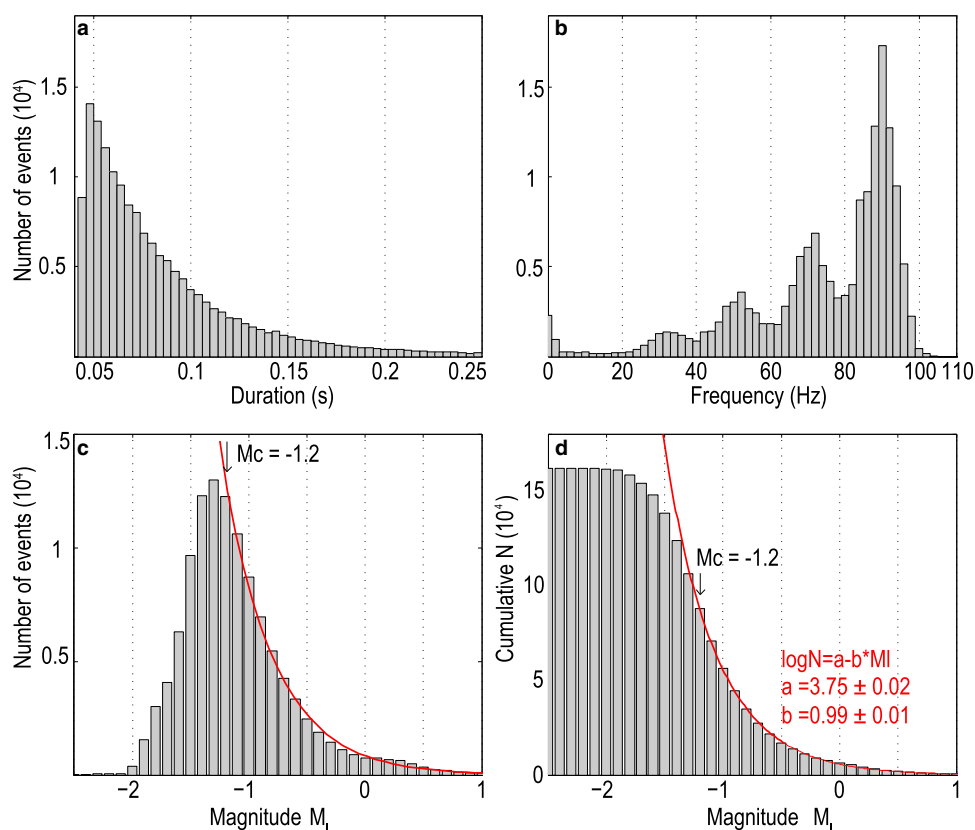 a
Number of events (10⁴)
1.5
1
0.5
0.05 0.1 0.15 0.2 0.25
Duration (s)
b
1.5
1
0.5
0 20 40 60 80 100 110
Frequency (Hz)
c
Mc = -1.2
Number of events (10⁴)
1.5
1
0.5
−2 −1 0 1
Magnitude M
d
Mc = -1.2
Cumulative N (10⁴)
15
10
5
0
logN=a-b*Ml
a =3.75 ± 0.02
b =0.99 ± 0.01
−2 −1 0 1
Magnitude M